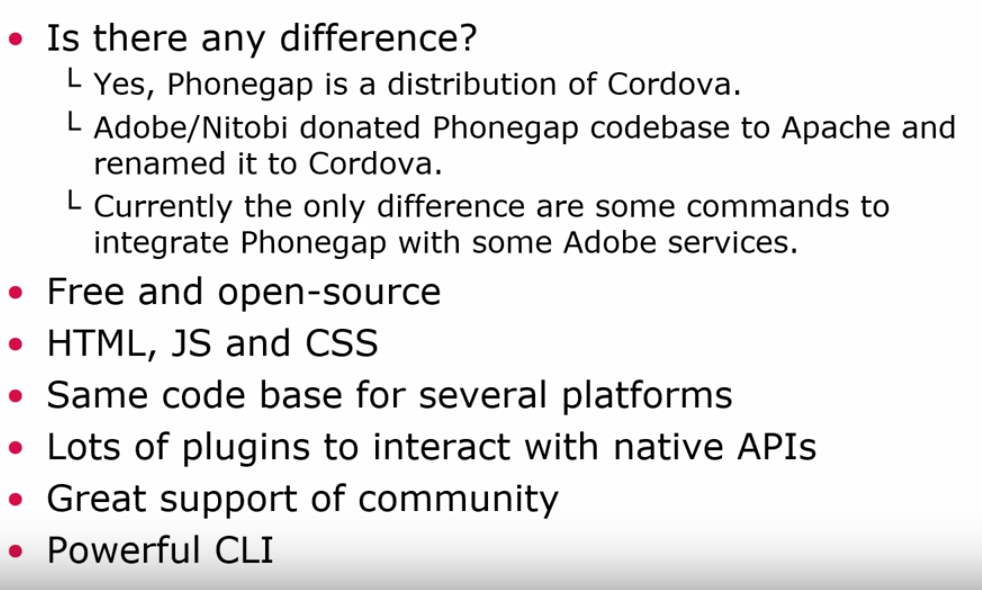 • Is there any difference?
└ Yes, Phonegap is a distribution of Cordova.
└ Adobe/Nitobi donated Phonegap codebase to Apache and
renamed it to Cordova.
└ Currently the only difference are some commands to
integrate Phonegap with some Adobe services.
• Free and open-source
• HTML, JS and CSS
• Same code base for several platforms
• Lots of plugins to interact with native APIs
• Great support of community
• Powerful CLI